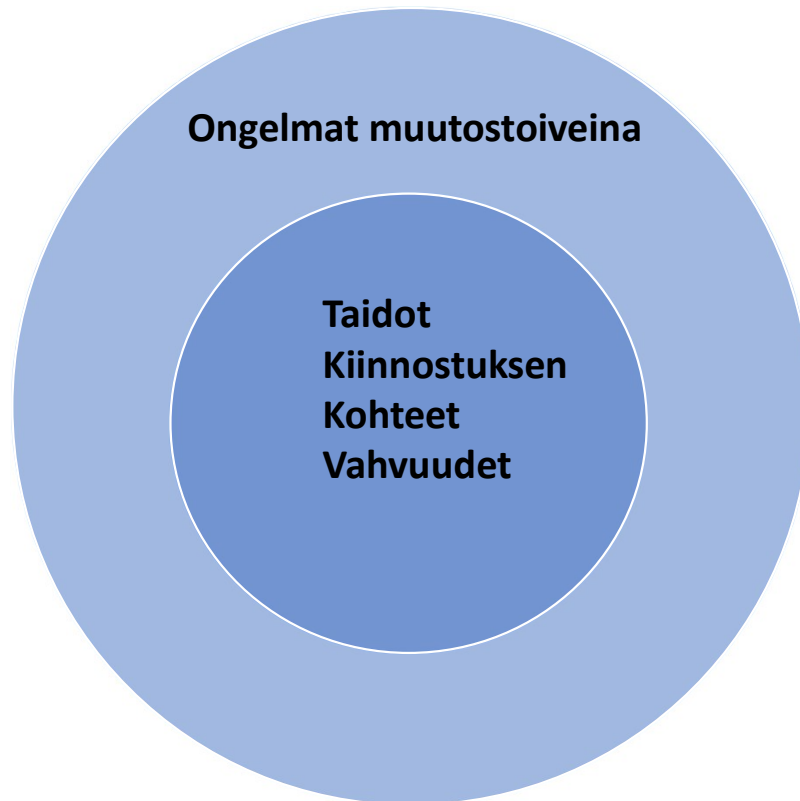 Ongelmat muutostoiveina
Taidot
Kiinnostuksen
Kohteet
Vahvuudet